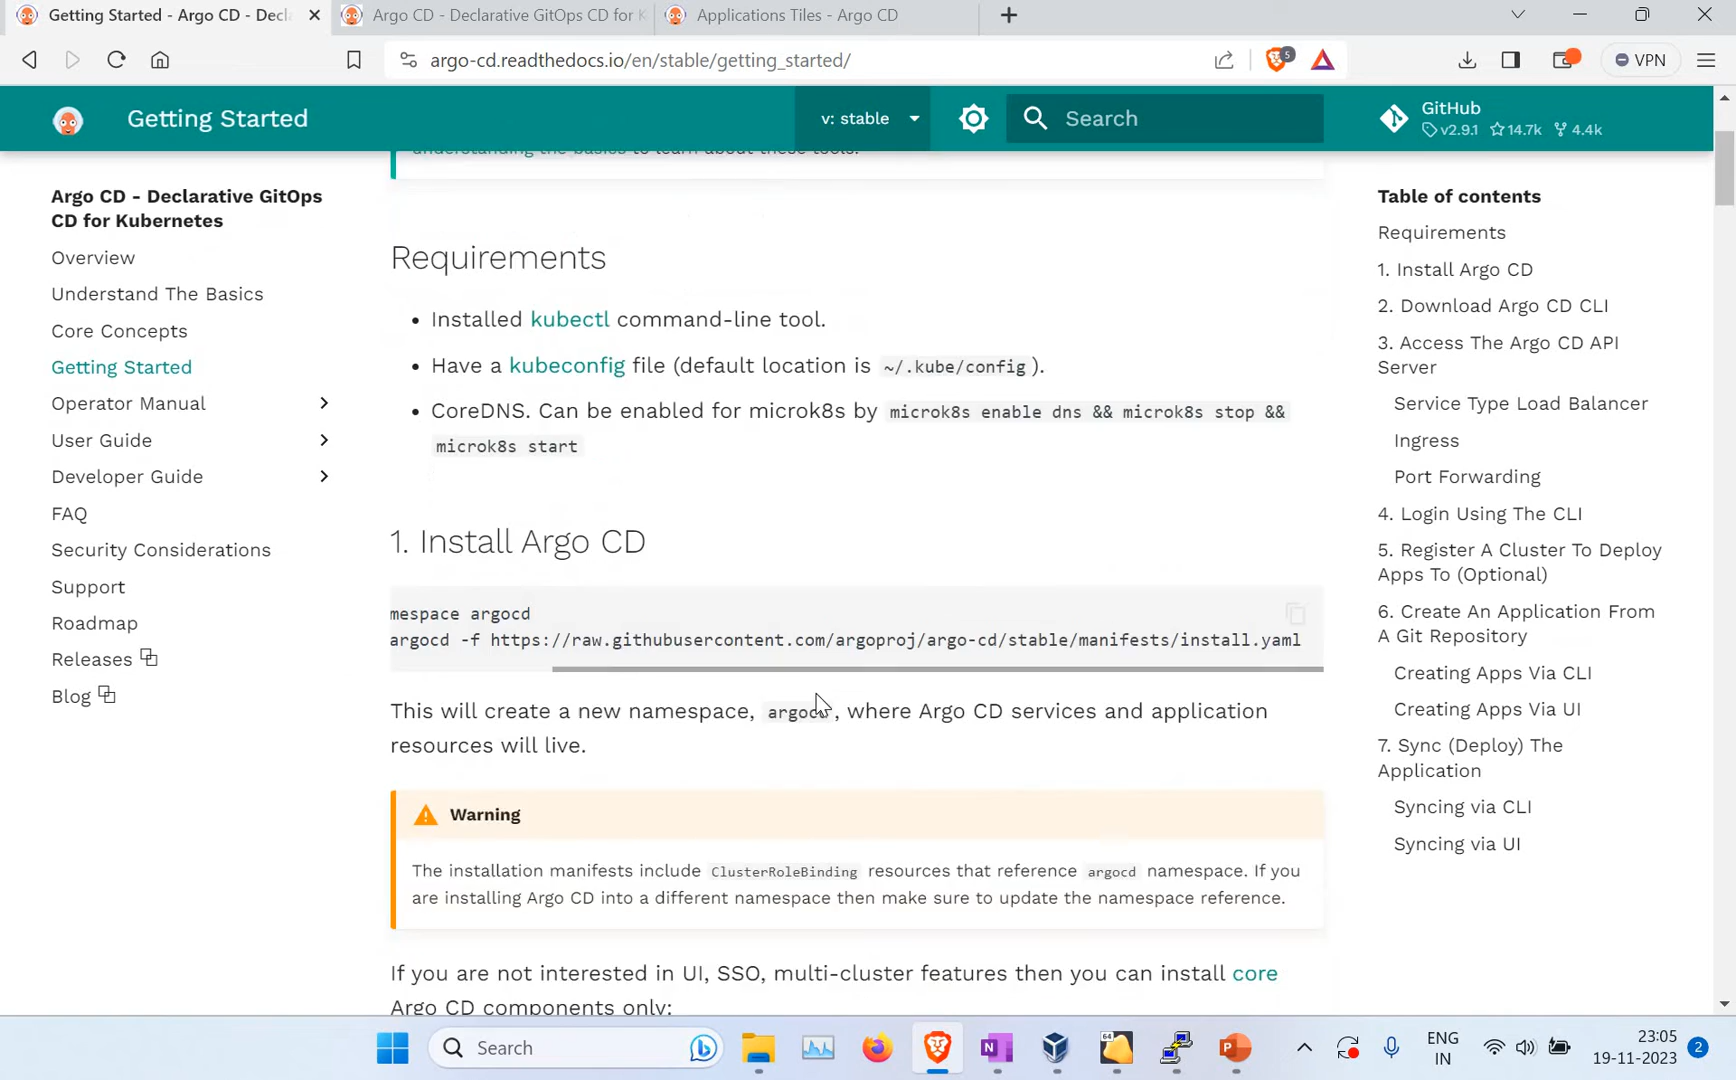 Getting Started - Argo CD - Decla
Argo CD - Declarative GitOps CD for K
Applications Tiles - Argo CD
argo-cd.readthedocs.io/en/stable/getting_started/
5
VPN
Getting Started
v: stable
Search
GitHub
v2.9.1 14.7k 4.4k
understanding the basics to learn about these tools.
Argo CD - Declarative GitOps
CD for Kubernetes
Overview
Understand The Basics
Core Concepts
Getting Started
Operator Manual
User Guide
Developer Guide
FAQ
Security Considerations
Support
Roadmap
Releases
Blog
Requirements
• Installed kubectl command-line tool.
• Have a kubeconfig file (default location is ~/.kube/config ).
• CoreDNS. Can be enabled for microk8s by microk8s enable dns && microk8s stop &&
microk8s start
1. Install Argo CD
mespace argocd
argocd -f https://raw.githubusercontent.com/argoproj/argo-cd/stable/manifests/install.yaml
This will create a new namespace, argocd , where Argo CD services and application
resources will live.
Warning
The installation manifests include ClusterRoleBinding resources that reference argocd namespace. If you
are installing Argo CD into a different namespace then make sure to update the namespace reference.
If you are not interested in UI, SSO, multi-cluster features then you can install core
Argo CD components only:
Table of contents
Requirements
1. Install Argo CD
2. Download Argo CD CLI
3. Access The Argo CD API
Server
Service Type Load Balancer
Ingress
Port Forwarding
4. Login Using The CLI
5. Register A Cluster To Deploy
Apps To (Optional)
6. Create An Application From
A Git Repository
Creating Apps Via CLI
Creating Apps Via UI
7. Sync (Deploy) The
Application
Syncing via CLI
Syncing via UI
Search
64
ENG
IN
23:05
19-11-2023
2